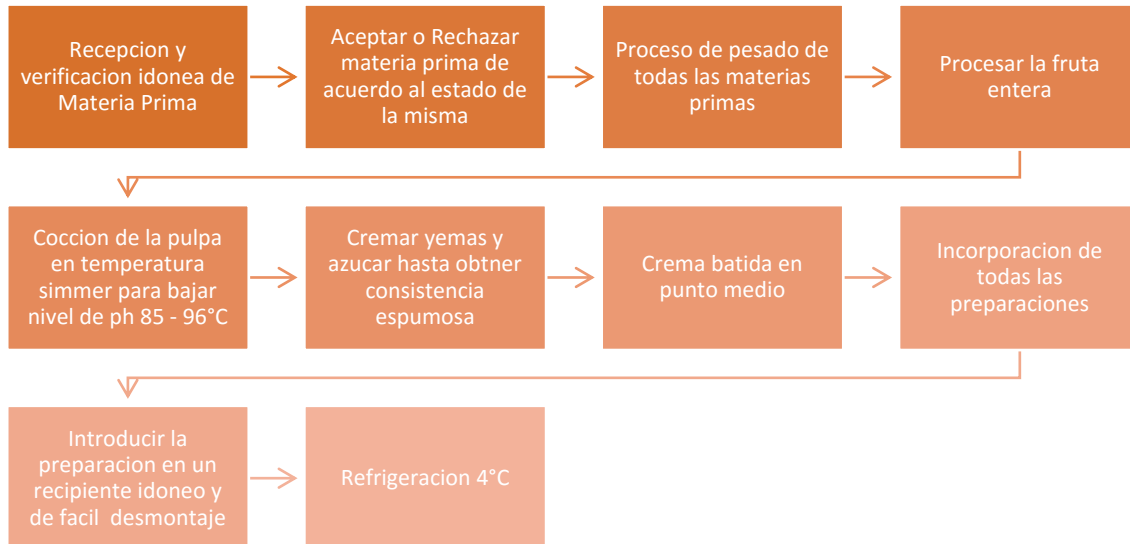 Recepcion y
verificacion idonea de
Materia Prima
Aceptar o Rechazar
materia prima de
acuerdo al estado de
la misma
Proceso de pesado de
todas las materias
primas
Procesar la fruta
entera
Coccion de la pulpa
en temperatura
simmer para bajar
nivel de ph 85 - 96°C
Cremar yemas y
azucar hasta obtner
consistencia
espumosa
Crema batida en
punto medio
Incorporacion de
todas las
preparaciones
Introducir la
preparacion en un
recipiente idoneo y
de facil desmontaje
Refrigeracion 4°C